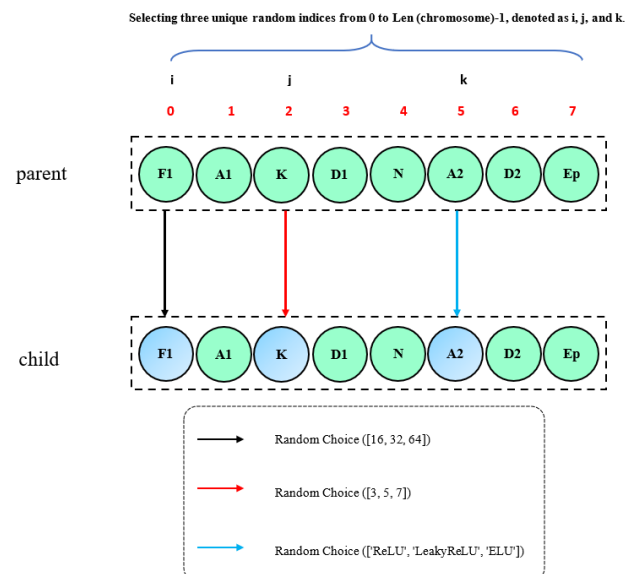 Selecting three unique random indices from 0 to Len (chromosome)-1, denoted as i, j, and k.
i j k
0 1 2 3 4 5 6 7
parent F1 A1 K D1 N A2 D2 Ep
child F1 A1 K D1 N A2 D2 Ep
Random Choice ([16, 32, 64])
Random Choice ([3, 5, 7])
Random Choice (['ReLU', 'LeakyReLU', 'ELU'])